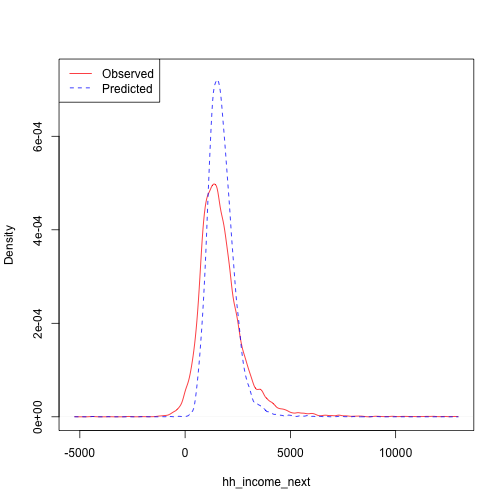 Observed
Predicted
Density
6e-04
4e-04
2e-04
0e+00
-5000 0 5000 10000
hh_income_next